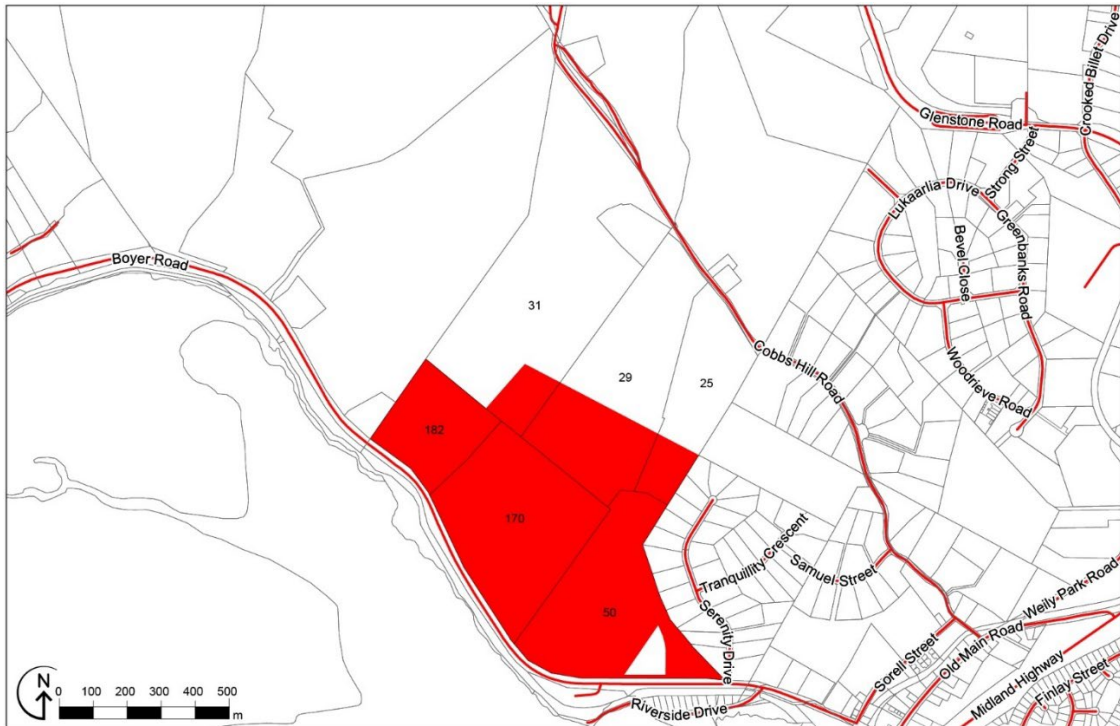 Crooked Billet Drive
Glenstone Road
Strong Street
Lukaarlia Drive
Greenbanks Road
Bevel Close
Boyer Road
31
Woodrieve Road
Cobbs Hill Road
29
25
182
170
Tranquillity Crescent
Samuel Street
50
Serenity Drive
Weily Park Road
Old Main Road
Sorell Street
Midland Highway
Finlay Street
Riverside Drive
N
0 100 200 300 400 500
m